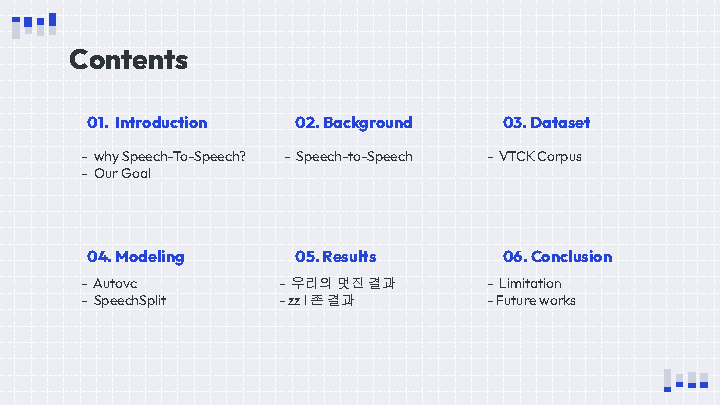 Contents
01. Introduction
- why Speech-To-Speech?
- Our Goal
02. Background
- Speech-to-Speech
03. Dataset
- VTCK Corpus
04. Modeling
- Autovc
- SpeechSplit
05. Results
- 우리의 멋진 결과
- zz l 존 결과
06. Conclusion
- Limitation
- Future works